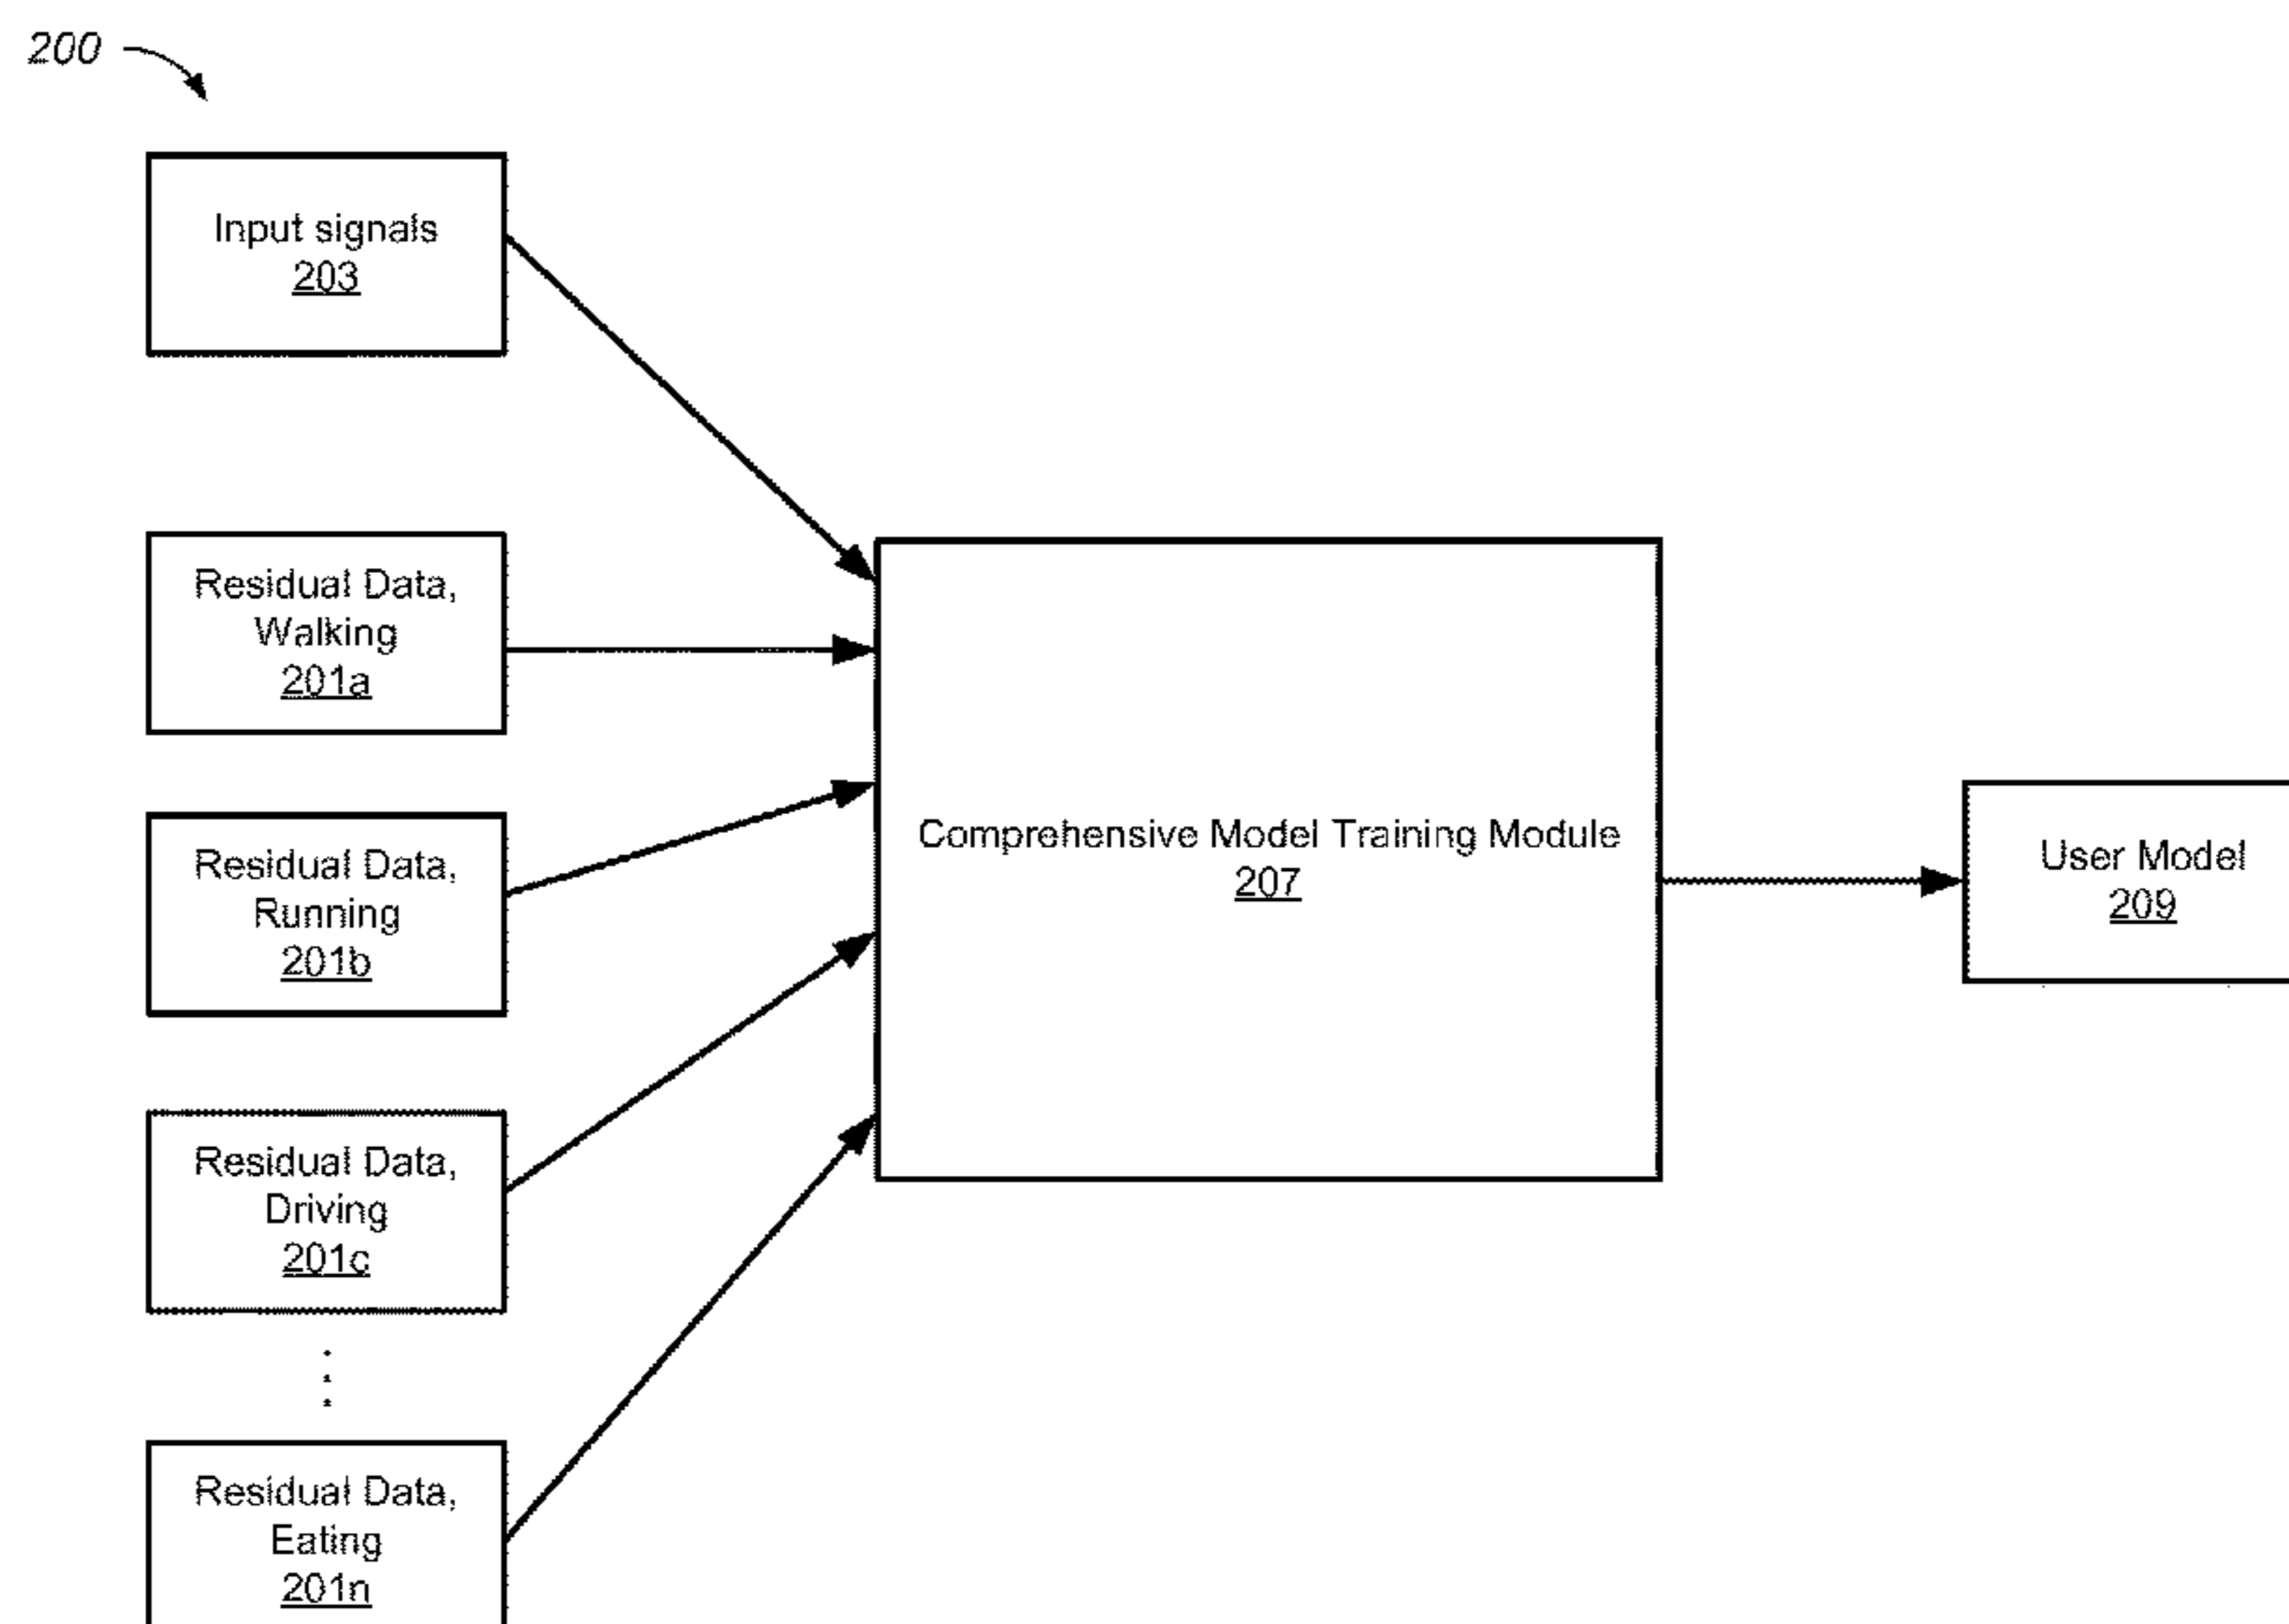 200
Input signals
203
Residual Data,
Walking
201a
Residual Data,
Running
201b
Residual Data,
Driving
201c
Residual Data,
Eating
201n
Comprehensive Model Training Module
207
User Model
209